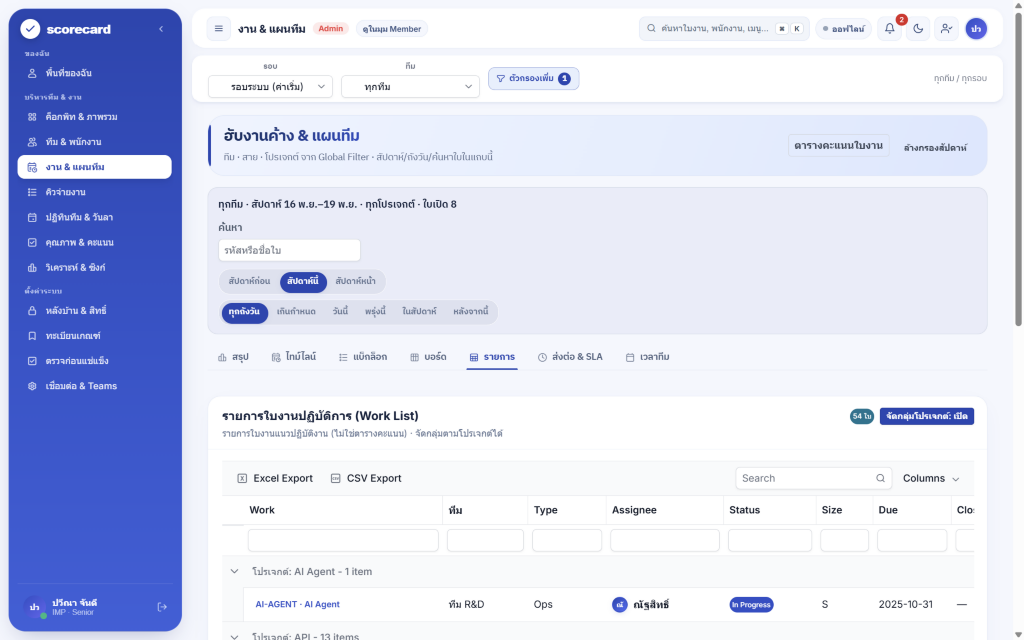 scorecard
ของฉัน
พื้นที่ของฉัน
บริหารทีม & งาน
ค็อกพิท & ภาพรวม
ทีม & พนักงาน
งาน & แผนทีม
คิวจ่ายงาน
ปฏิทินทีม & วันลา
คุณภาพ & คะแนน
วิเคราะห์ & ซิงก์
ตั้งค่าระบบ
หลังบ้าน & สิทธิ์
ทะเบียนเกณฑ์
ตรวจก่อนแช่แข็ง
เชื่อมต่อ & Teams
ปว
ปวีณา จันดี
IMP · Senior
งาน & แผนทีม
Admin
ดูในมุม Member
ค้นหาใบงาน, พนักงาน, เมนู...
⌘ K
ออฟไลน์
2
ปว
รอบ
รอบระบบ (ค่าเริ่ม)
ทีม
ทุกทีม
ตัวกรองเพิ่ม 1
ทุกทีม / ทุกรอบ
ฮับงานค้าง & แผนทีม
ทีม · สาย · โปรเจกต์ จาก Global Filter · สัปดาห์/ถังวัน/ค้นหาใบในแถบนี้
ตารางคะแนนใบงาน
ล้างกรองสัปดาห์
ทุกทีม · สัปดาห์ 16 พ.ย.–19 พ.ย. · ทุกโปรเจกต์ · ใบเปิด 8
ค้นหา
รหัสหรือชื่อใบ
สัปดาห์ก่อน สัปดาห์นี้ สัปดาห์หน้า
ทุกถังวัน เกินกำหนด วันนี้ พรุ่งนี้ ในสัปดาห์ หลังจากนี้
สรุป ไทม์ไลน์ แบ็กล็อก บอร์ด รายการ ส่งต่อ & SLA เวลาทีม
รายการใบงานปฏิบัติการ (Work List)
รายการใบงานแนวปฏิบัติงาน (ไม่ใช่ตารางคะแนน) · จัดกลุ่มตามโปรเจกต์ได้
54 ใบ
จัดกลุ่มโปรเจกต์: เปิด
Excel Export CSV Export
Search
Columns
Work ทีม Type Assignee Status Size Due Clo
โปรเจกต์: AI Agent - 1 item
AI-AGENT · AI Agent ทีม R&D Ops ณั ณัฐสิทธิ์ In Progress S 2025-10-31 —
โปรเจกต์: API - 13 items